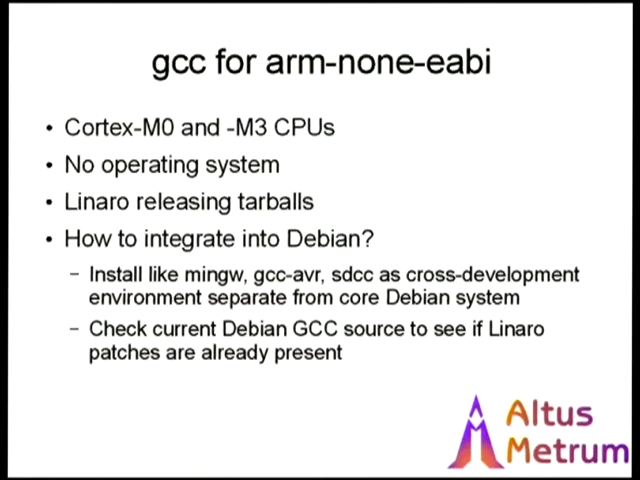 gcc for arm-none-eabi
• Cortex-M0 and -M3 CPUs
• No operating system
• Linaro releasing tarballs
• How to integrate into Debian?
– Install like mingw, gcc-avr, sdcc as cross-development
environment separate from core Debian system
– Check current Debian GCC source to see if Linaro
patches are already present
Altus
Metrum